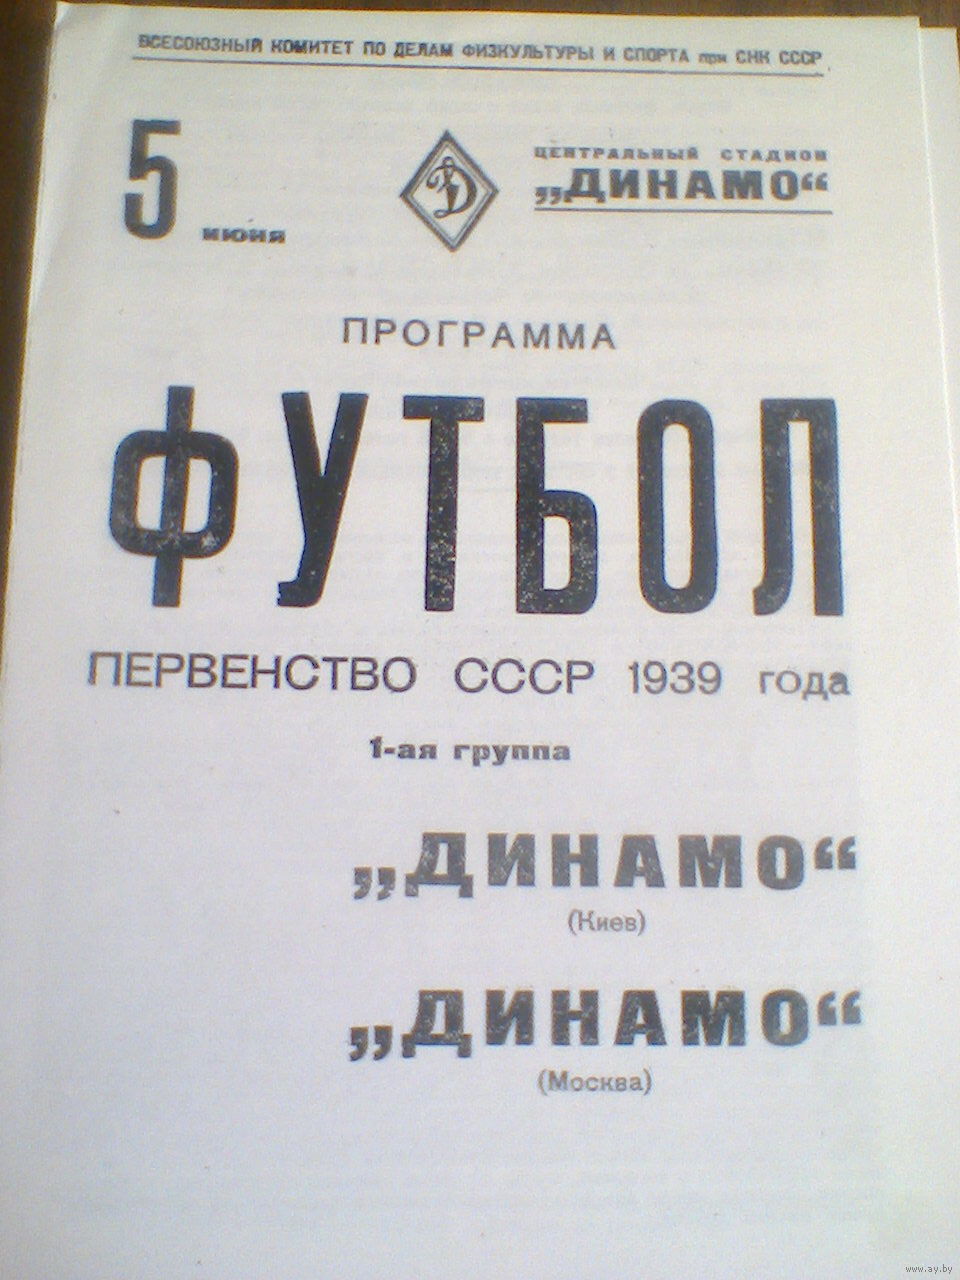 ВСЕСОЮЗНЫЙ КОМИТЕТ ПО ДЕЛАМ ФИЗКУЛЬТУРЫ И СПОРТА при СНК СССР
5 июня
ЦЕНТРАЛЬНЫЙ СТАДИОН
„ДИНАМО“
ПРОГРАММА
ФУТБОЛ
ПЕРВЕНСТВО СССР 1939 года
1-ая группа
„ДИНАМО“
(Киев)
„ДИНАМО“
(Москва)
www.ay.by